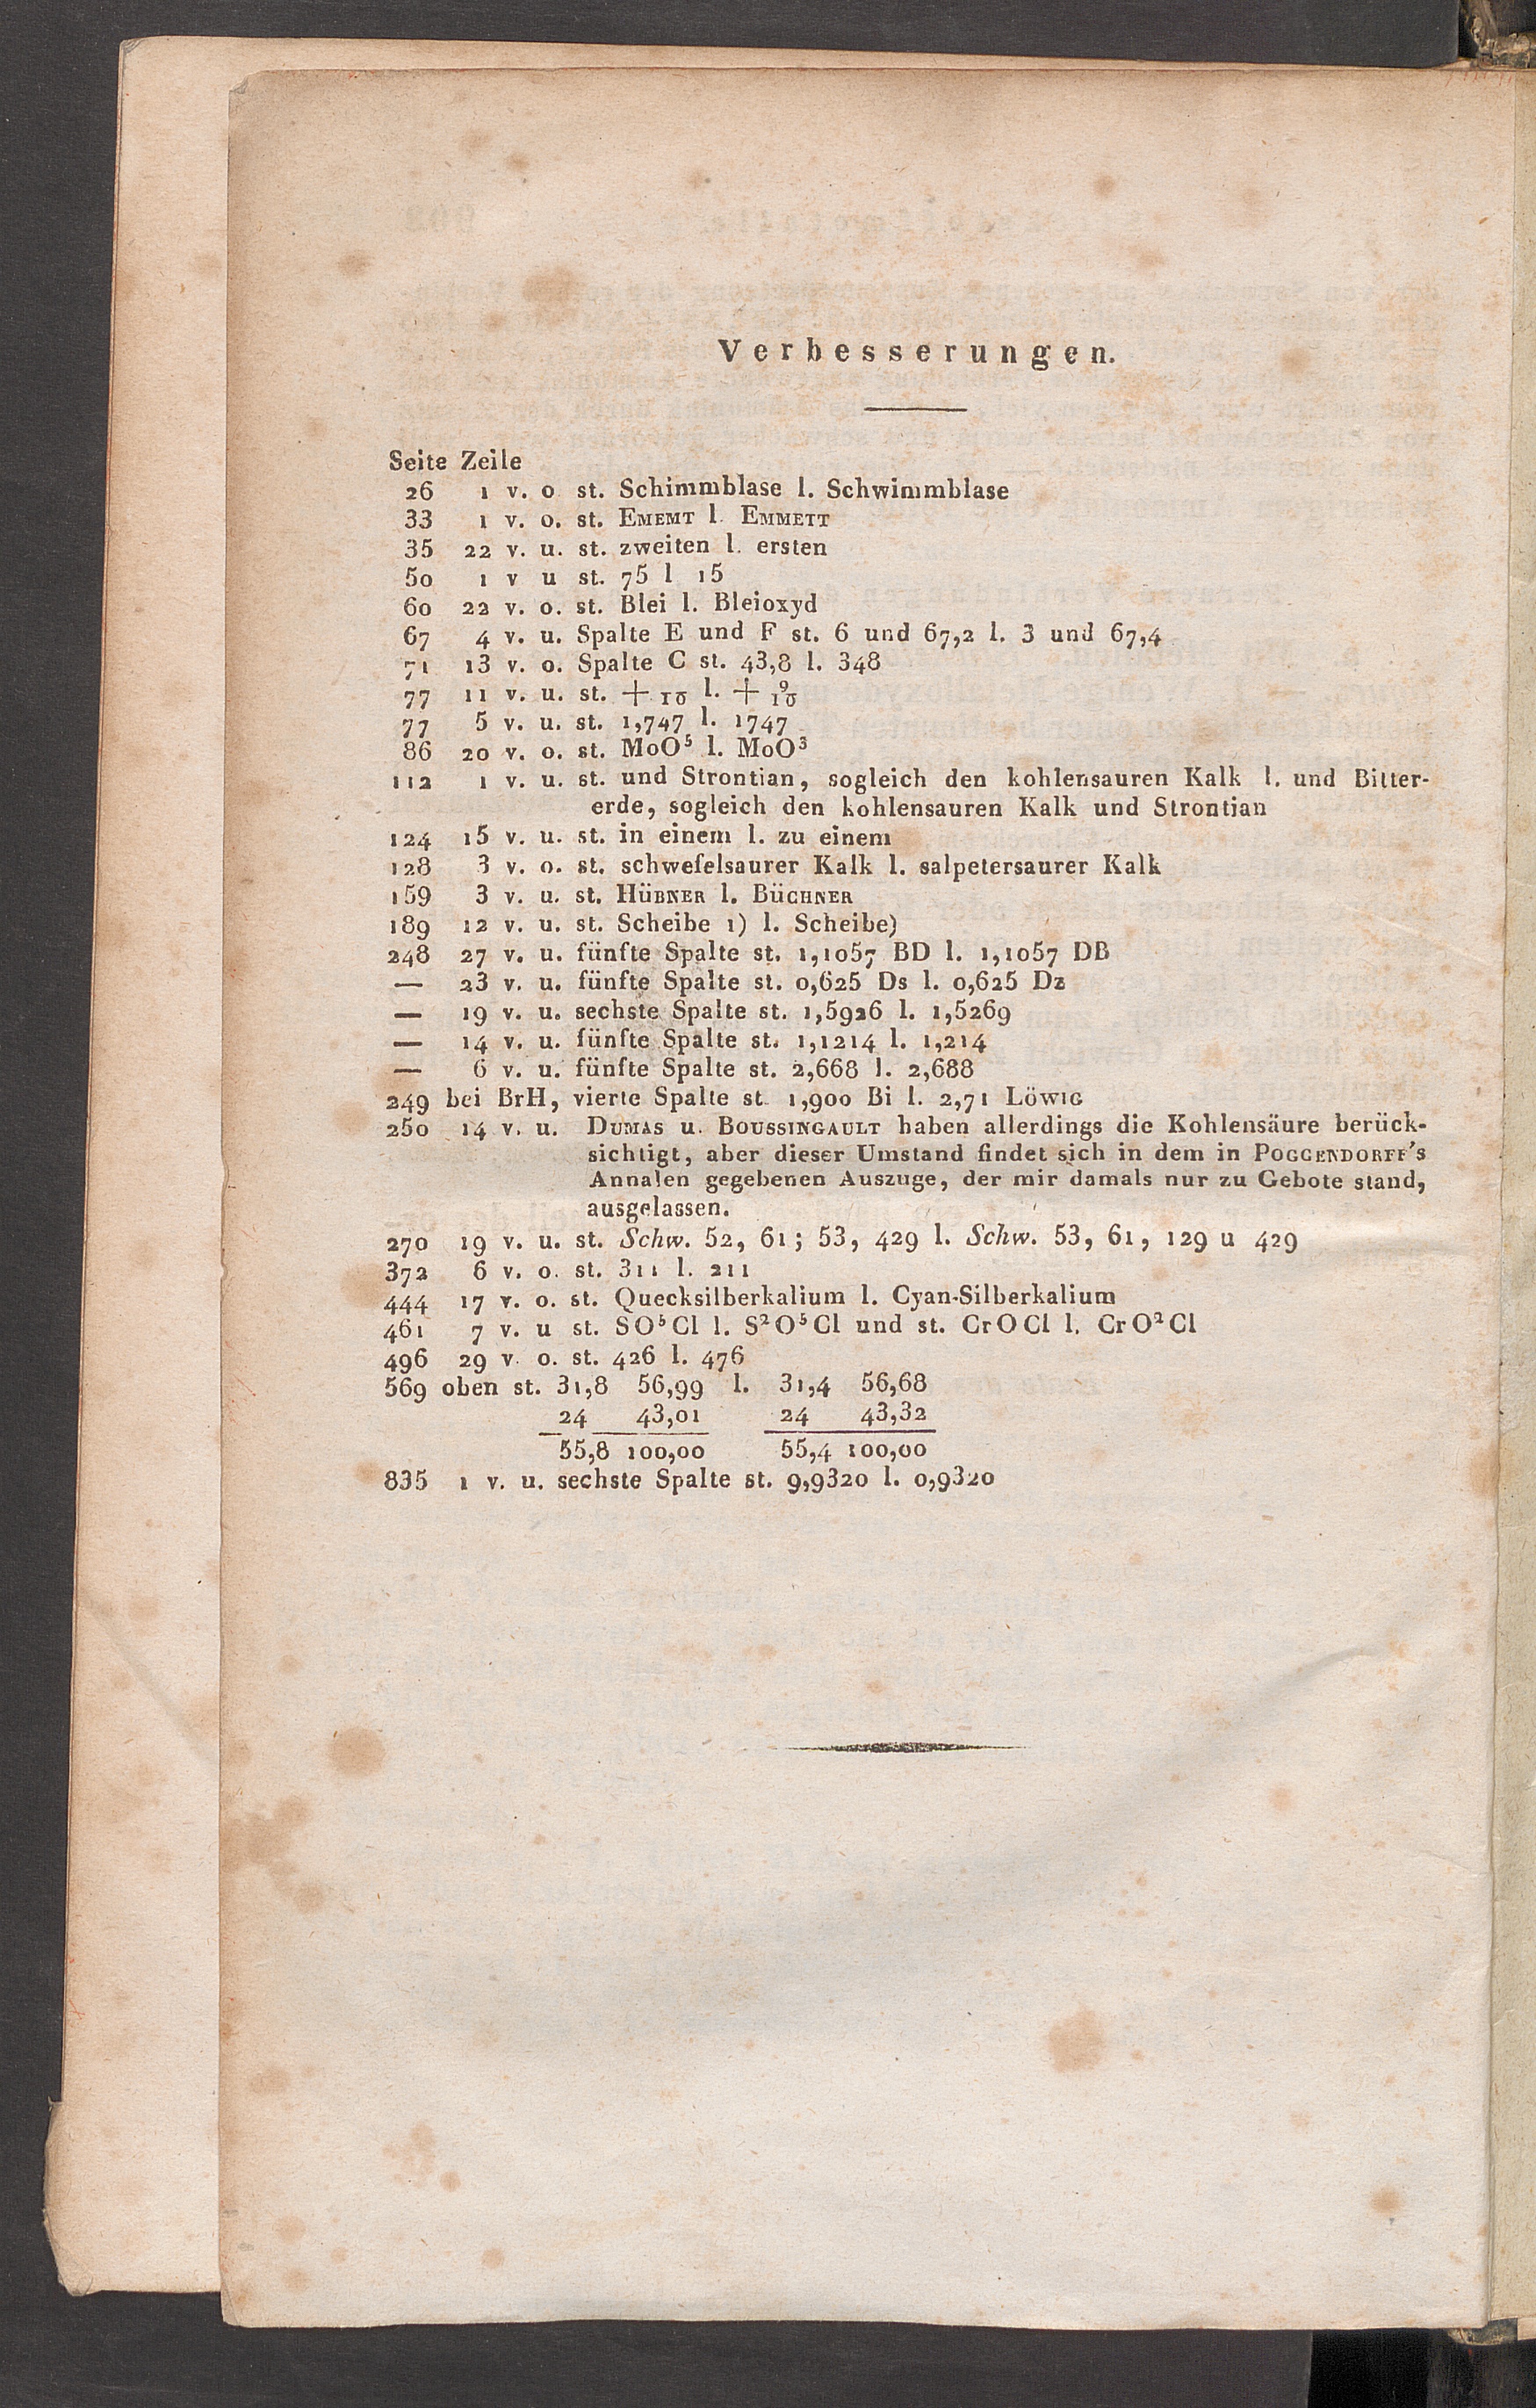 Verbesserungen.
Seite Zeile
26 1 v. o st. Schimmblase l. Schwimmblase
33 1 v. o. st. Ememt l. Emmett
35 22 v. u. st. zweiten l. ersten
50 1 v u st. 75 l 15
60 22 v. o. st. Blei l. Bleioxyd
67 4 v. u. Spalte E und F st. 6 und 67,2 l. 3 und 67,4
71 13 v. o. Spalte C st. 43,8 l. 348
77 11 v. u. st. + 10 l. + 9/10
77 5 v. u. st. 1,747 l. 1747
86 20 v. o. st. MoO⁵ l. MoO³
112 1 v. u. st. und Strontian, sogleich den kohlensauren Kalk l. und Bitter-
erde, sogleich den kohlensauren Kalk und Strontian
124 15 v. u. st. in einem l. zu einem
128 3 v. o. st. schwefelsaurer Kalk l. salpetersaurer Kalk
159 3 v. u. st. Hübner l. Büchner
189 12 v. u. st. Scheibe 1) l. Scheibe)
248 27 v. u. fünfte Spalte st. 1,1057 BD l. 1,1057 DB
— 23 v. u. fünfte Spalte st. 0,625 Ds l. 0,625 Dz
— 19 v. u. sechste Spalte st. 1,5926 l. 1,5269
— 14 v. u. fünfte Spalte st. 1,1214 l. 1,214
— 6 v. u. fünfte Spalte st. 2,668 l. 2,688
249 bei BrH, vierte Spalte st. 1,900 Bi l. 2,71 Löwig
250 14 v. u. Dumas u. Boussingault haben allerdings die Kohlensäure berück-
sichtigt, aber dieser Umstand findet sich in dem in Poggendorff's
Annalen gegebenen Auszuge, der mir damals nur zu Gebote stand,
ausgelassen.
270 19 v. u. st. Schw. 52, 61; 53, 429 l. Schw. 53, 61, 129 u 429
372 6 v. o. st. 311 l. 211
444 17 v. o. st. Quecksilberkalium l. Cyan-Silberkalium
461 7 v. u st. SO⁵Cl l. S²O⁵Cl und st. CrOCl l. CrO²Cl
496 29 v. o. st. 426 l. 476
569 oben st. 31,8 56,99 l. 31,4 56,68
24 43,01 24 43,32
55,8 100,00 55,4 100,00
835 1 v. u. sechste Spalte st. 9,9320 l. 0,9320